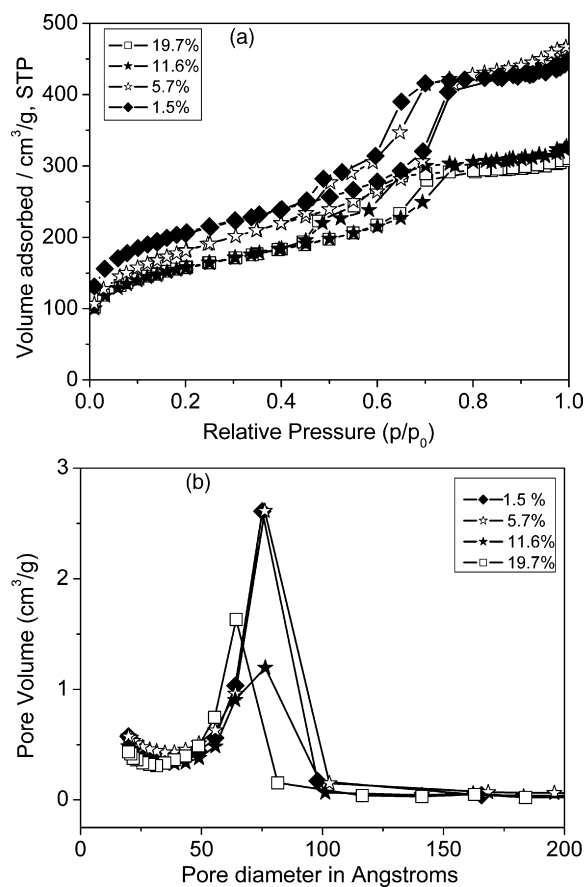 (a)
19.7%
11.6%
5.7%
1.5%
500
400
300
200
100
0
Volume adsorbed / cm³/g, STP
0.0 0.2 0.4 0.6 0.8 1.0
Relative Pressure (p/p₀)
(b)
1.5 %
5.7%
11.6%
19.7%
3
2
1
0
Pore Volume (cm³/g)
0 50 100 150 200
Pore diameter in Angstroms